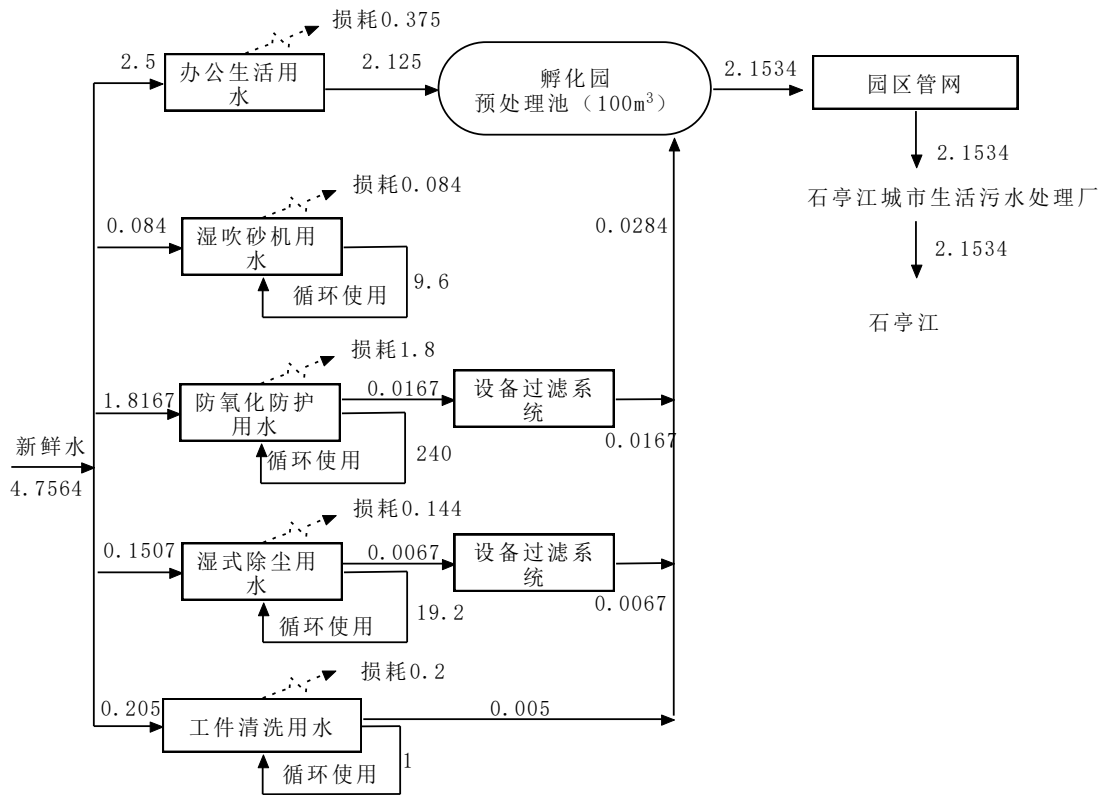 损耗0.375
2.5
办公生活用
水
2.125
孵化园
预处理池（100m³）
2.1534
园区管网
2.1534
石亭江城市生活污水处理厂
2.1534
石亭江
损耗0.084
0.084
湿吹砂机用
水
循环使用
9.6
0.0284
损耗1.8
1.8167
防氧化防护
用水
0.0167
设备过滤系
统
0.0167
循环使用
240
新鲜水
4.7564
损耗0.144
0.1507
湿式除尘用
水
0.0067
设备过滤系
统
0.0067
循环使用
19.2
损耗0.2
0.205
工件清洗用水
0.005
循环使用
1